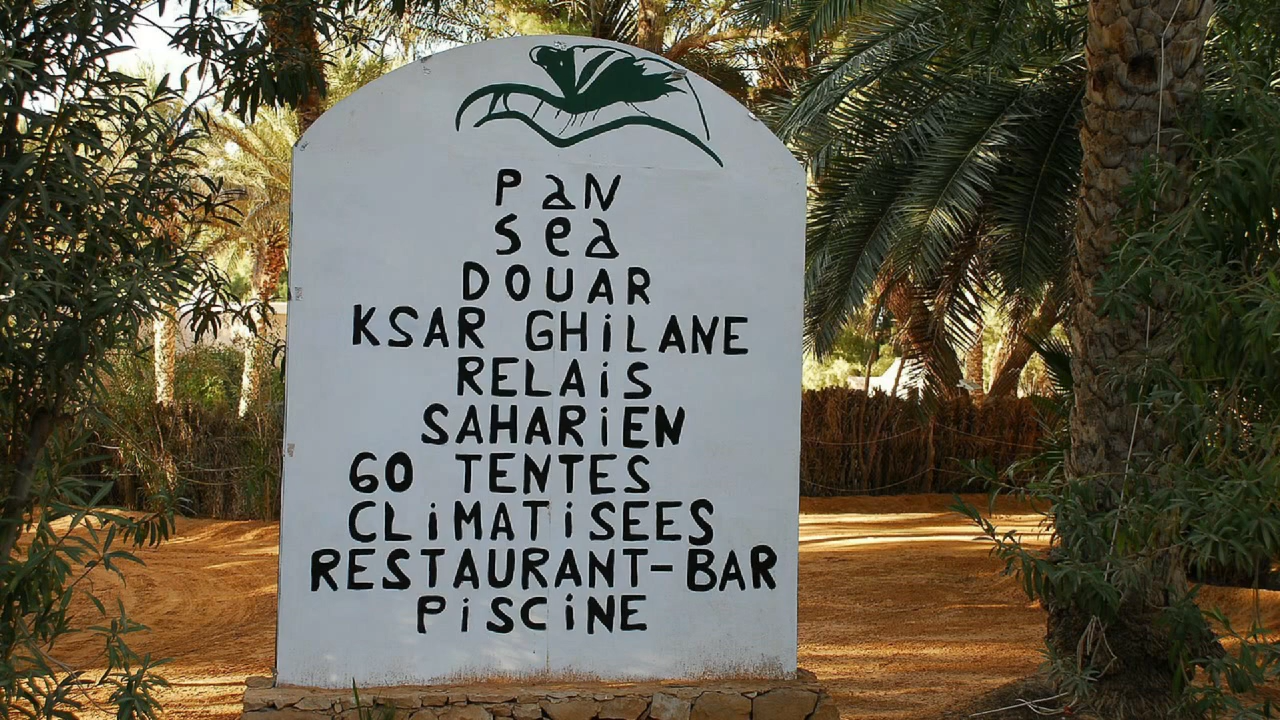 PaN
Sea
DOUAR
KSAR GHiLANE
RELAiS
SAHARiEN
60 TENTES
CLiMATiSEES
RESTAURANT-BAR
PiSCiNE